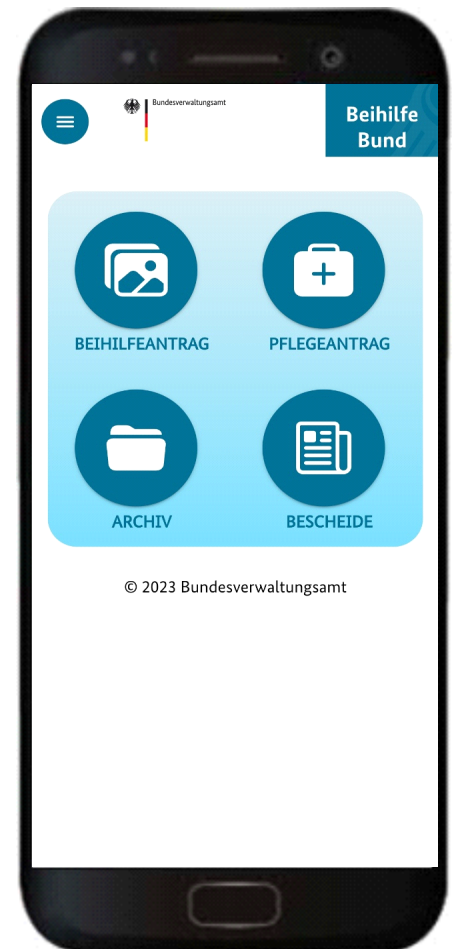 Bundesverwaltungsamt
Beihilfe
Bund
BEIHILFEANTRAG
PFLEGEANTRAG
ARCHIV
BESCHEIDE
© 2023 Bundesverwaltungsamt